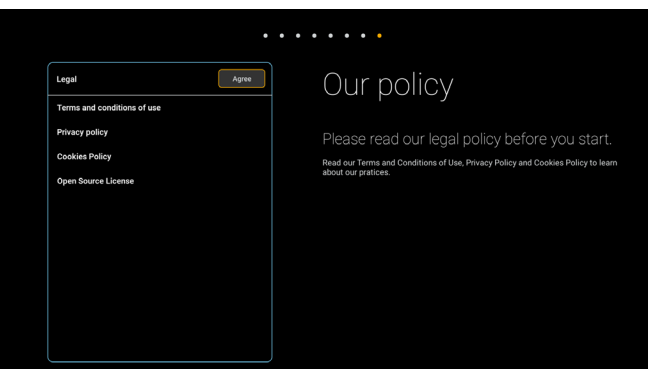 Legal
Agree
Terms and conditions of use
Privacy policy
Cookies Policy
Open Source License
Our policy
Please read our legal policy before you start.
Read our Terms and Conditions of Use, Privacy Policy and Cookies Policy to learn
about our pratices.